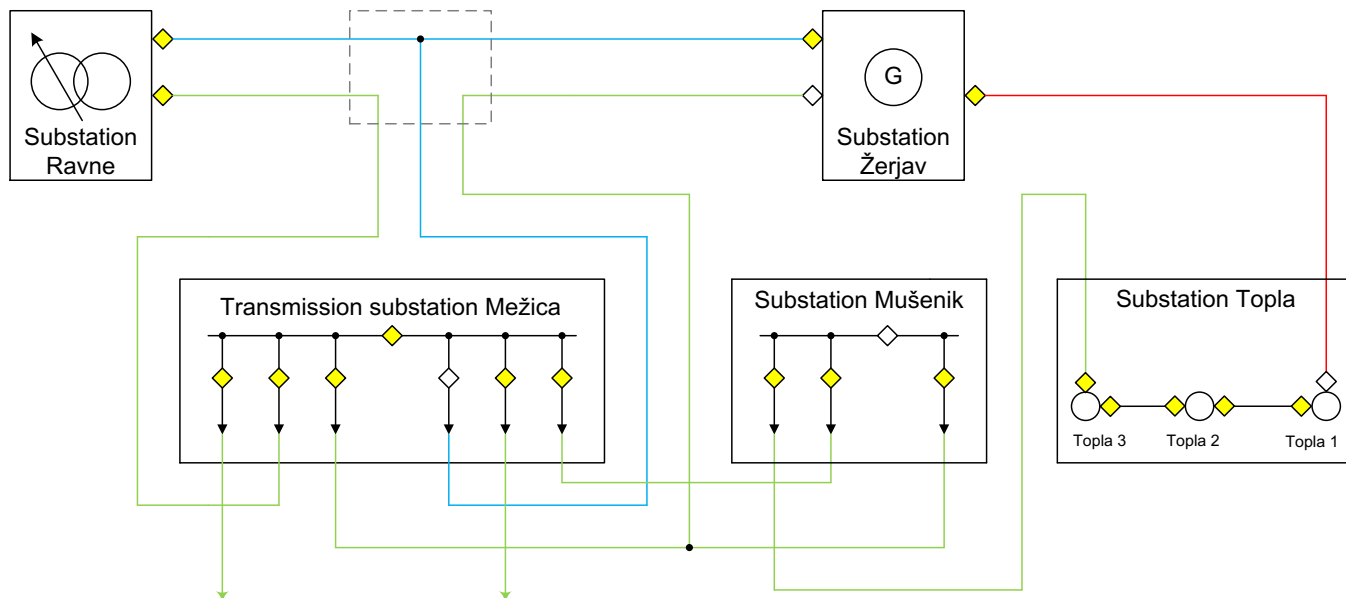 G
Substation
Ravne
Substation
Žerjav
Transmission substation Mežica
Substation Mušenik
Substation Topla
Topla 3
Topla 2
Topla 1